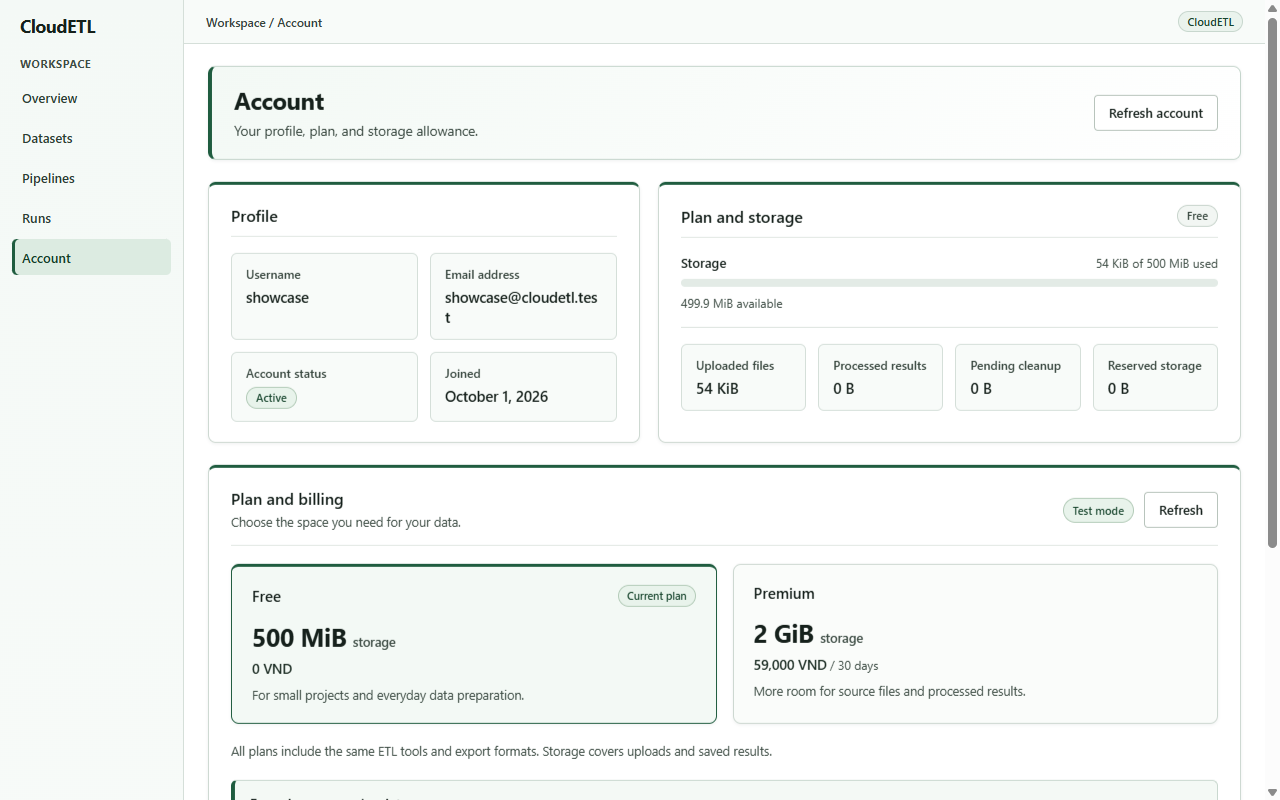 CloudETL
WORKSPACE
Overview
Datasets
Pipelines
Runs
Account
Workspace / Account
CloudETL
Account
Your profile, plan, and storage allowance.
Refresh account
Profile
Username
showcase
Email address
showcase@cloudetl.tes
t
Account status
Active
Joined
October 1, 2026
Plan and storage
Free
Storage
54 KiB of 500 MiB used
499.9 MiB available
Uploaded files
54 KiB
Processed results
0 B
Pending cleanup
0 B
Reserved storage
0 B
Plan and billing
Choose the space you need for your data.
Test mode
Refresh
Free
Current plan
500 MiB storage
0 VND
For small projects and everyday data preparation.
Premium
2 GiB storage
59,000 VND / 30 days
More room for source files and processed results.
All plans include the same ETL tools and export formats. Storage covers uploads and saved results.